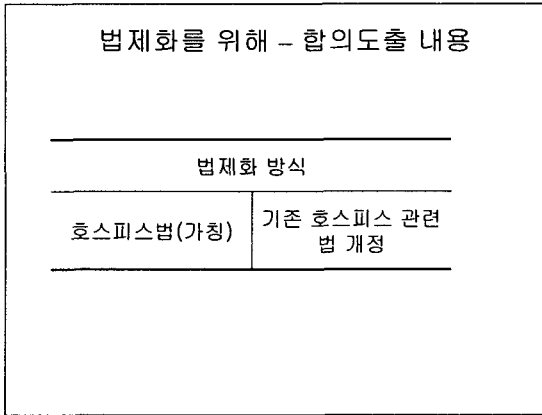 법제화를 위해 – 합의도출 내용
법제화 방식
호스피스법(가칭)
기존 호스피스 관련
법 개정